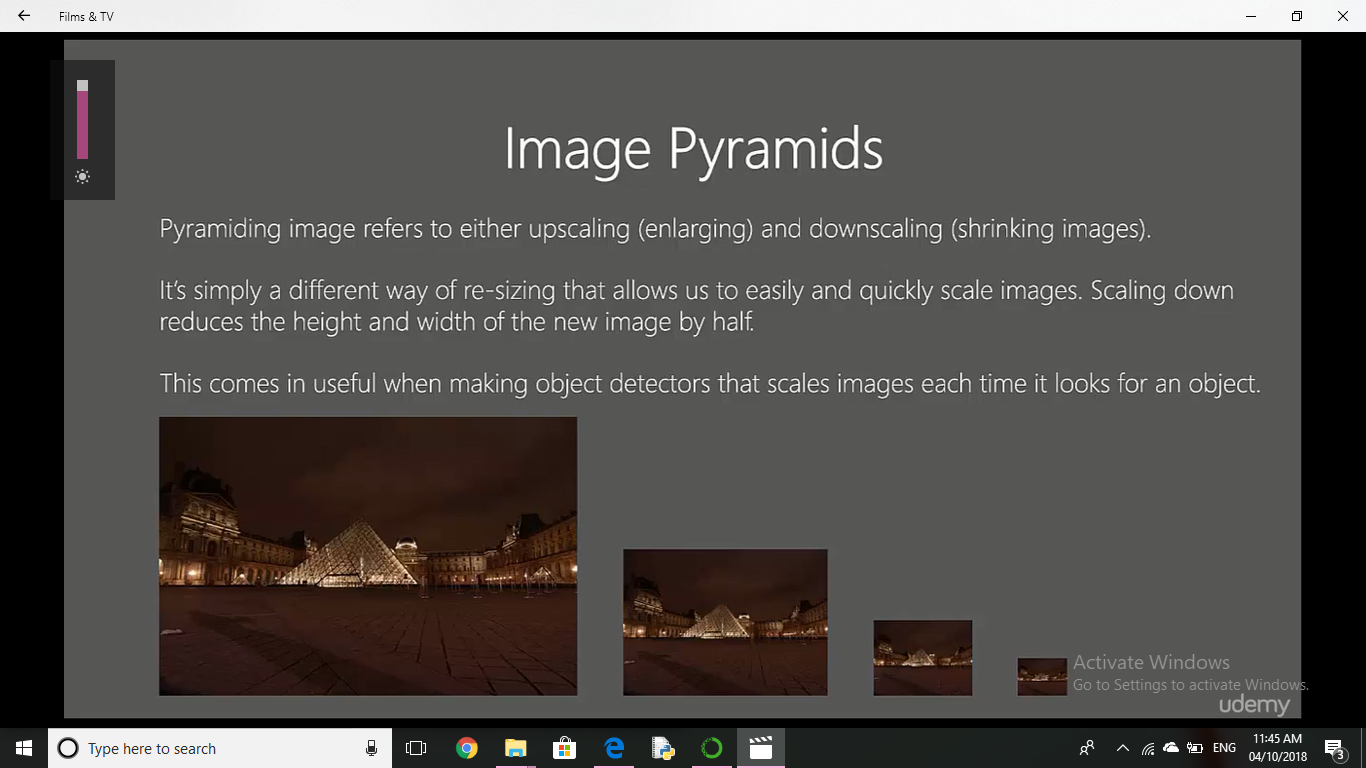 Films & TV
Image Pyramids
Pyramiding image refers to either upscaling (enlarging) and downscaling (shrinking images).
It's simply a different way of re-sizing that allows us to easily and quickly scale images. Scaling down
reduces the height and width of the new image by half.
This comes in useful when making object detectors that scales images each time it looks for an object.
Activate Windows
Go to Settings to activate Windows.
udemy
Type here to search
ENG
11:45 AM
04/10/2018
3